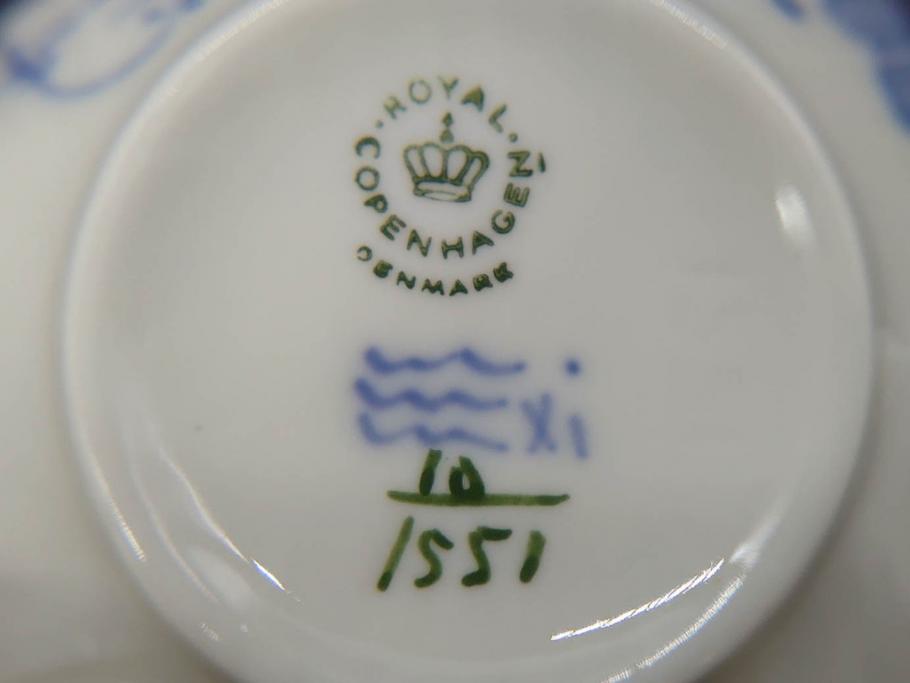 ROYAL
COPENHAGEN
DENMARK
Xi
10
1551